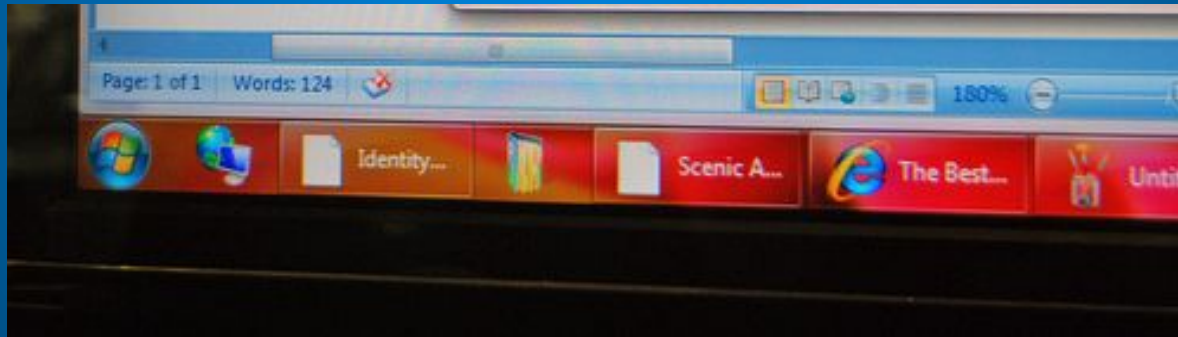 Page: 1 of 1 Words: 124 180%
Identity... Scenic A... The Best... Unti